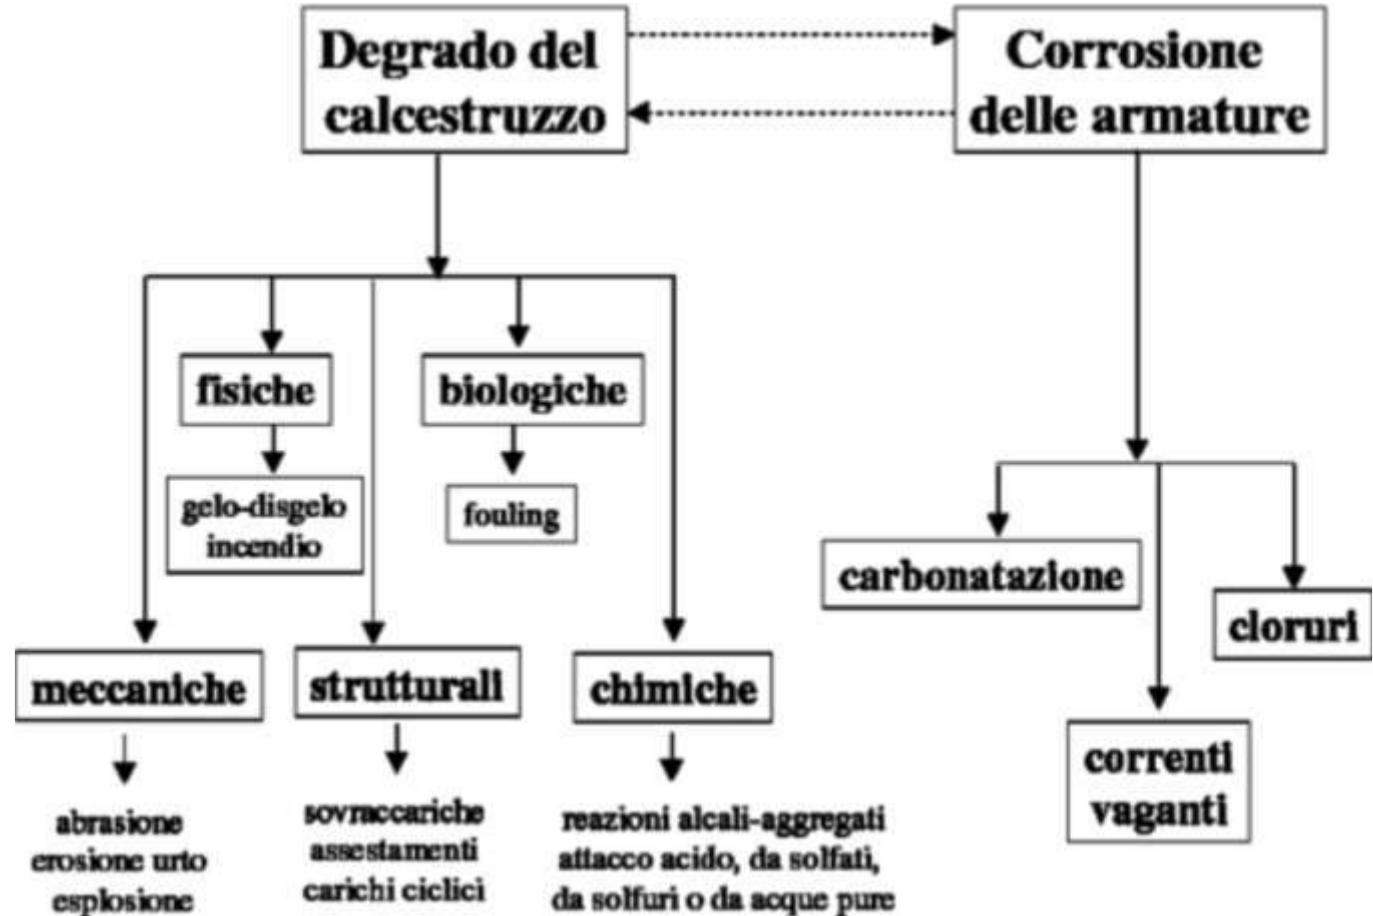 Degrado del
calcestruzzo
Corrosione
delle armature
fisiche
biologiche
gelo-disgelo
incendio
fouling
carbonatazione
cloruri
meccaniche
strutturali
chimiche
correnti
vaganti
abrasione
erosione urto
esplosione
sovraccariche
assestamenti
carichi ciclici
reazioni alcali-aggregati
attacco acido, da solfati,
da solfuri o da acque pure